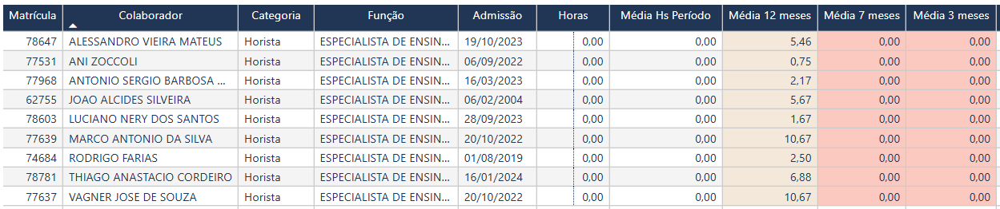 Matrícula Colaborador Categoria Função Admissão Horas Média Hs Período Média 12 meses Média 7 meses Média 3 meses
78647 ALESSANDRO VIEIRA MATEUS Horista ESPECIALISTA DE ENSIN... 19/10/2023 0,00 0,00 5,46 0,00 0,00
77531 ANI ZOCCOLI Horista ESPECIALISTA DE ENSIN... 06/09/2022 0,00 0,00 0,75 0,00 0,00
77968 ANTONIO SERGIO BARBOSA ... Horista ESPECIALISTA DE ENSIN... 16/03/2023 0,00 0,00 2,17 0,00 0,00
62755 JOAO ALCIDES SILVEIRA Horista ESPECIALISTA DE ENSIN... 06/02/2004 0,00 0,00 5,67 0,00 0,00
78603 LUCIANO NERY DOS SANTOS Horista ESPECIALISTA DE ENSIN... 28/09/2023 0,00 0,00 1,67 0,00 0,00
77639 MARCO ANTONIO DA SILVA Horista ESPECIALISTA DE ENSIN... 20/10/2022 0,00 0,00 10,67 0,00 0,00
74684 RODRIGO FARIAS Horista ESPECIALISTA DE ENSIN... 01/08/2019 0,00 0,00 2,50 0,00 0,00
78781 THIAGO ANASTACIO CORDEIRO Horista ESPECIALISTA DE ENSIN... 16/01/2024 0,00 0,00 6,88 0,00 0,00
77637 VAGNER JOSE DE SOUZA Horista ESPECIALISTA DE ENSIN... 20/10/2022 0,00 0,00 10,67 0,00 0,00